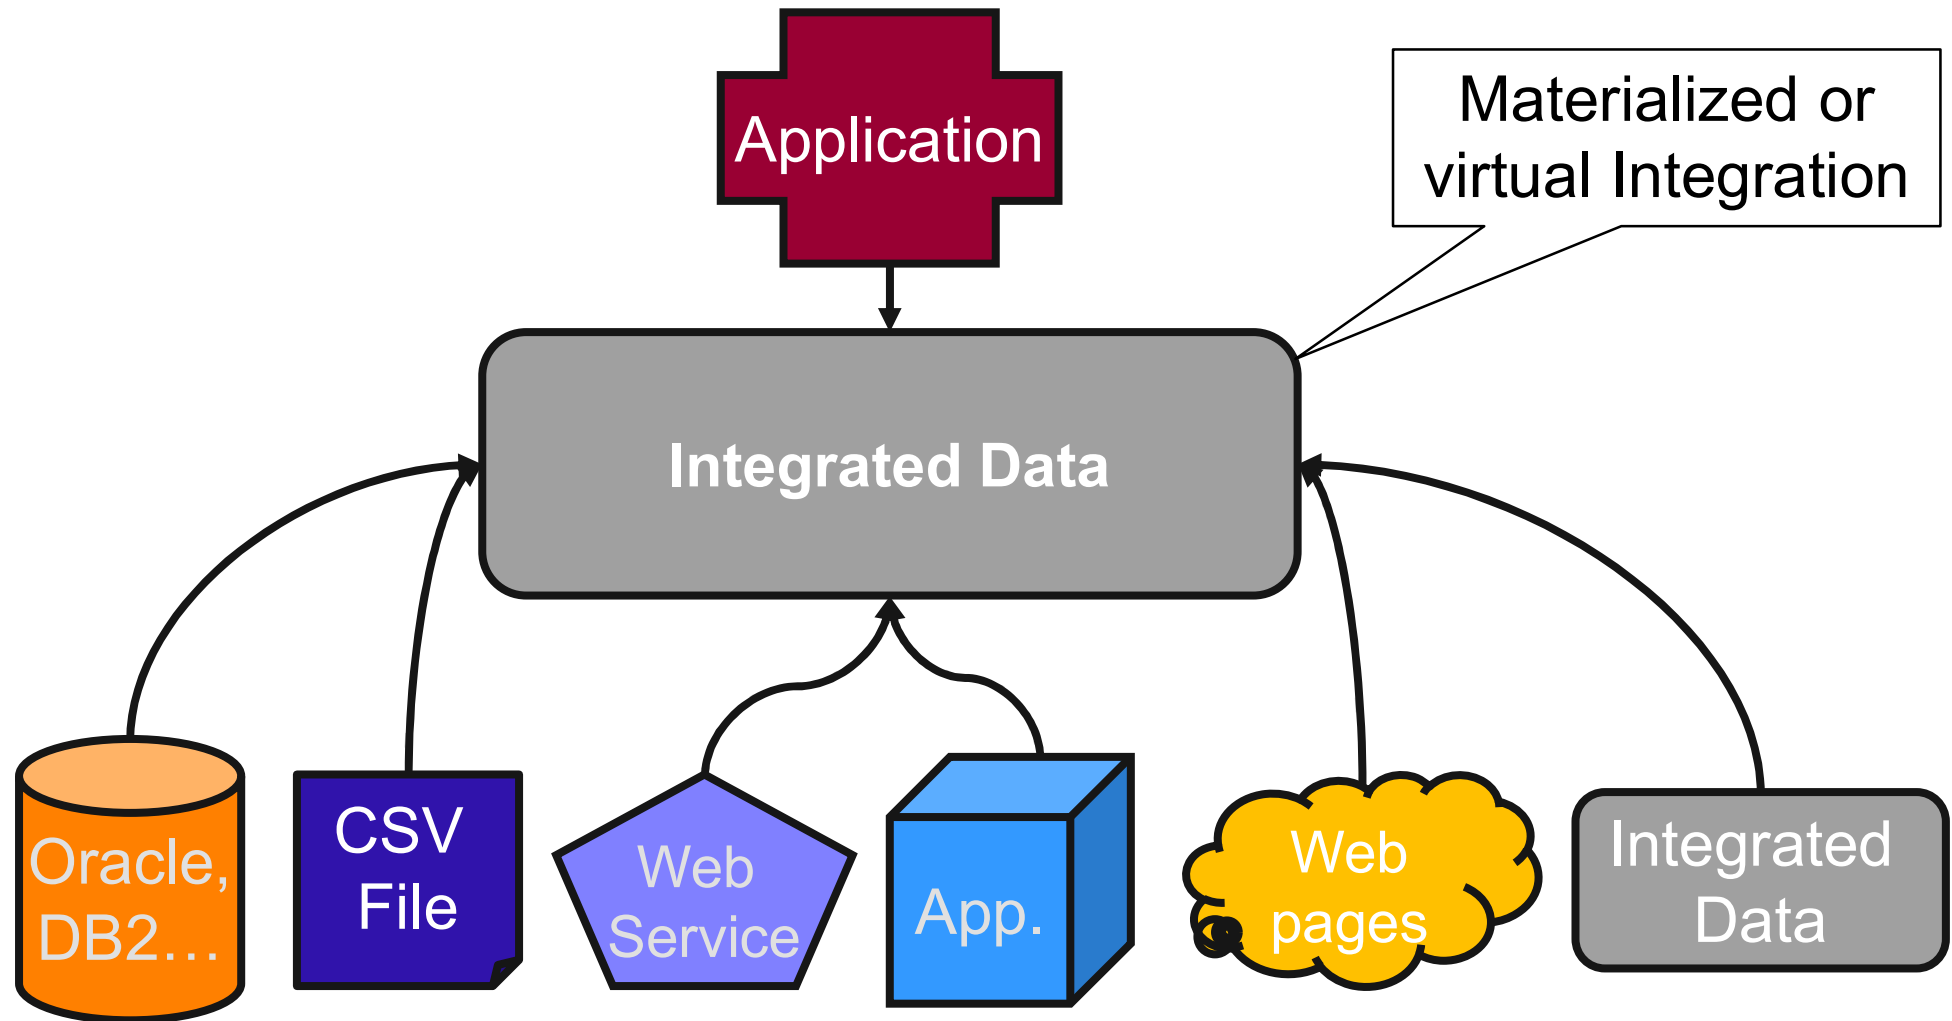 Application
Materialized or
virtual Integration
Integrated Data
Oracle,
DB2…
CSV
File
Web
Service
App.
Web
pages
Integrated
Data